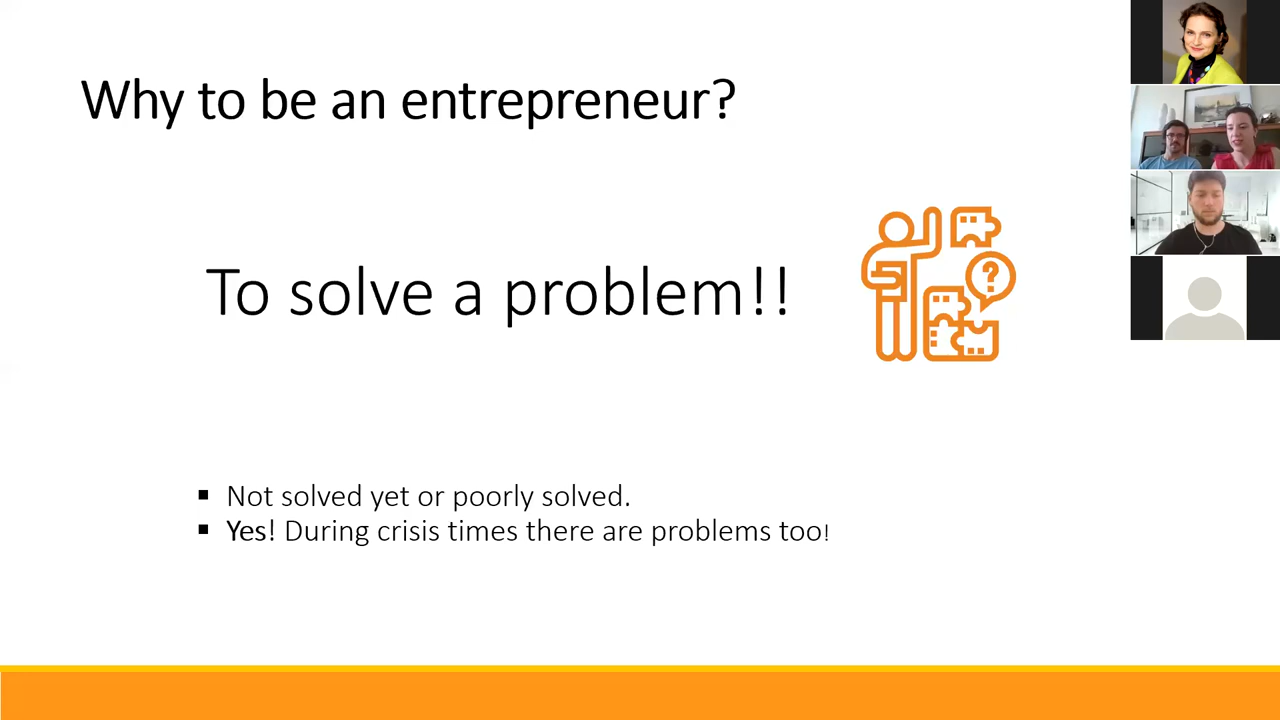 Why to be an entrepreneur?
To solve a problem!!
?
▪ Not solved yet or poorly solved.
▪ Yes! During crisis times there are problems too!